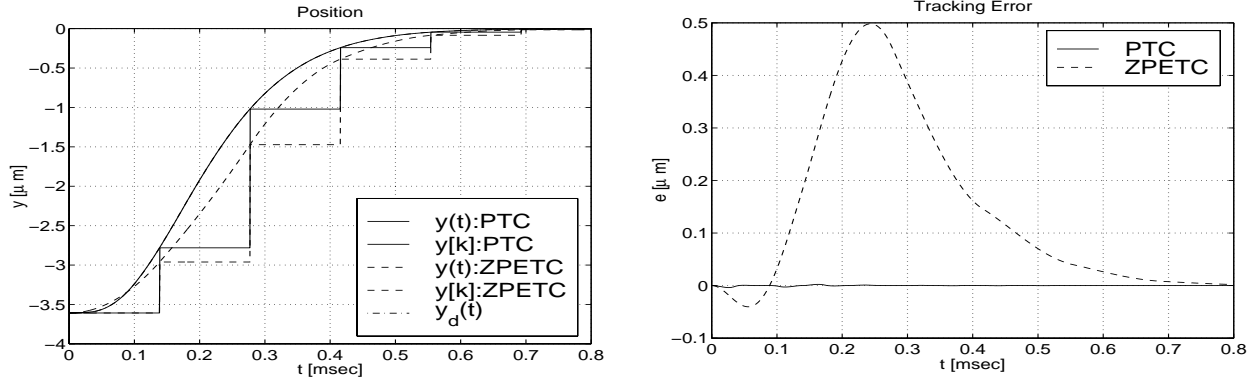 Position
0
−0.5
−1
−1.5
−2
−2.5
−3
−3.5
−4
y [μ m]
0 0.1 0.2 0.3 0.4 0.5 0.6 0.7 0.8
t [msec]
y(t):PTC
y[k]:PTC
y(t):ZPETC
y[k]:ZPETC
y_d(t)
Tracking Error
0.5
0.4
0.3
0.2
0.1
0
−0.1
e [μ m]
0 0.1 0.2 0.3 0.4 0.5 0.6 0.7 0.8
t [msec]
PTC
ZPETC